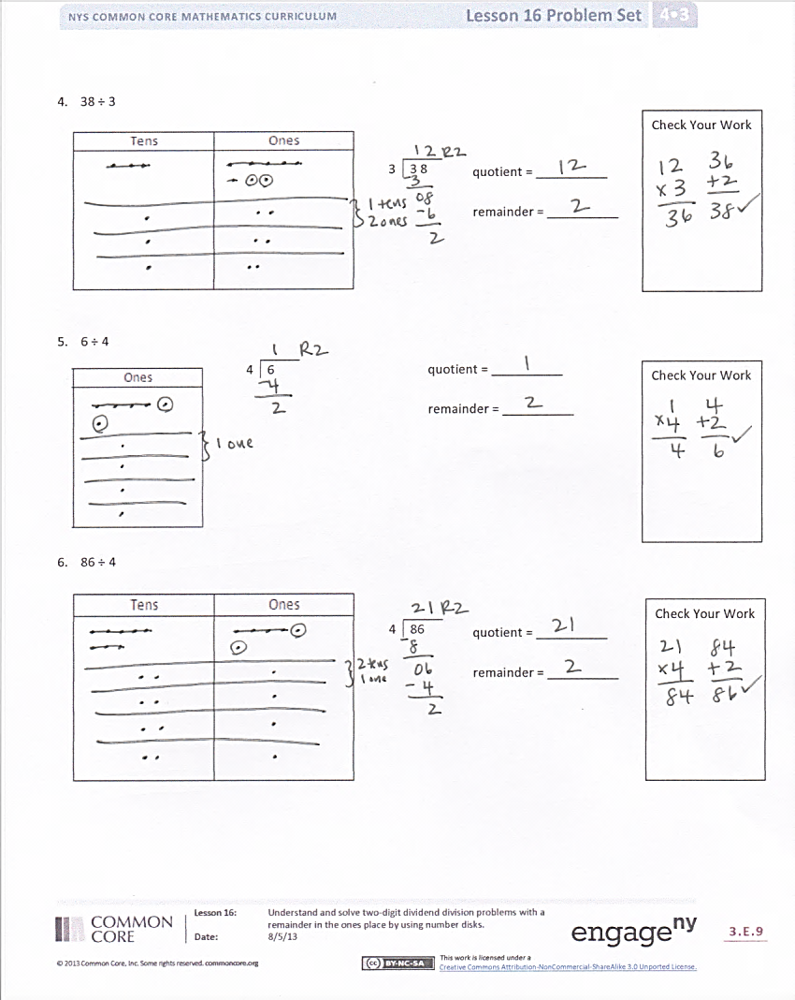 NYS COMMON CORE MATHEMATICS CURRICULUM Lesson 16 Problem Set 4•3
4. 38 ÷ 3
Tens Ones
12 R2
3 38
3
1 tens 08
2 ones -6
2
quotient = 12
remainder = 2
Check Your Work
12 36
x 3 +2
36 38 ✓
5. 6 ÷ 4
Ones
1 R2
4 6
-4
2
1 one
quotient = 1
remainder = 2
Check Your Work
1 4
x4 +2
4 6 ✓
6. 86 ÷ 4
Tens Ones
21 R2
4 86
-8
2 tens 06
1 one - 4
2
quotient = 21
remainder = 2
Check Your Work
21 84
x4 +2
84 86 ✓
COMMON
CORE
Lesson 16: Understand and solve two-digit dividend division problems with a
remainder in the ones place by using number disks.
Date: 8/5/13
engageny
3.E.9
© 2013 Common Core, Inc. Some rights reserved. commoncore.org
cc BY-NC-SA
This work is licensed under a
Creative Commons Attribution-NonCommercial-ShareAlike 3.0 Unported License.